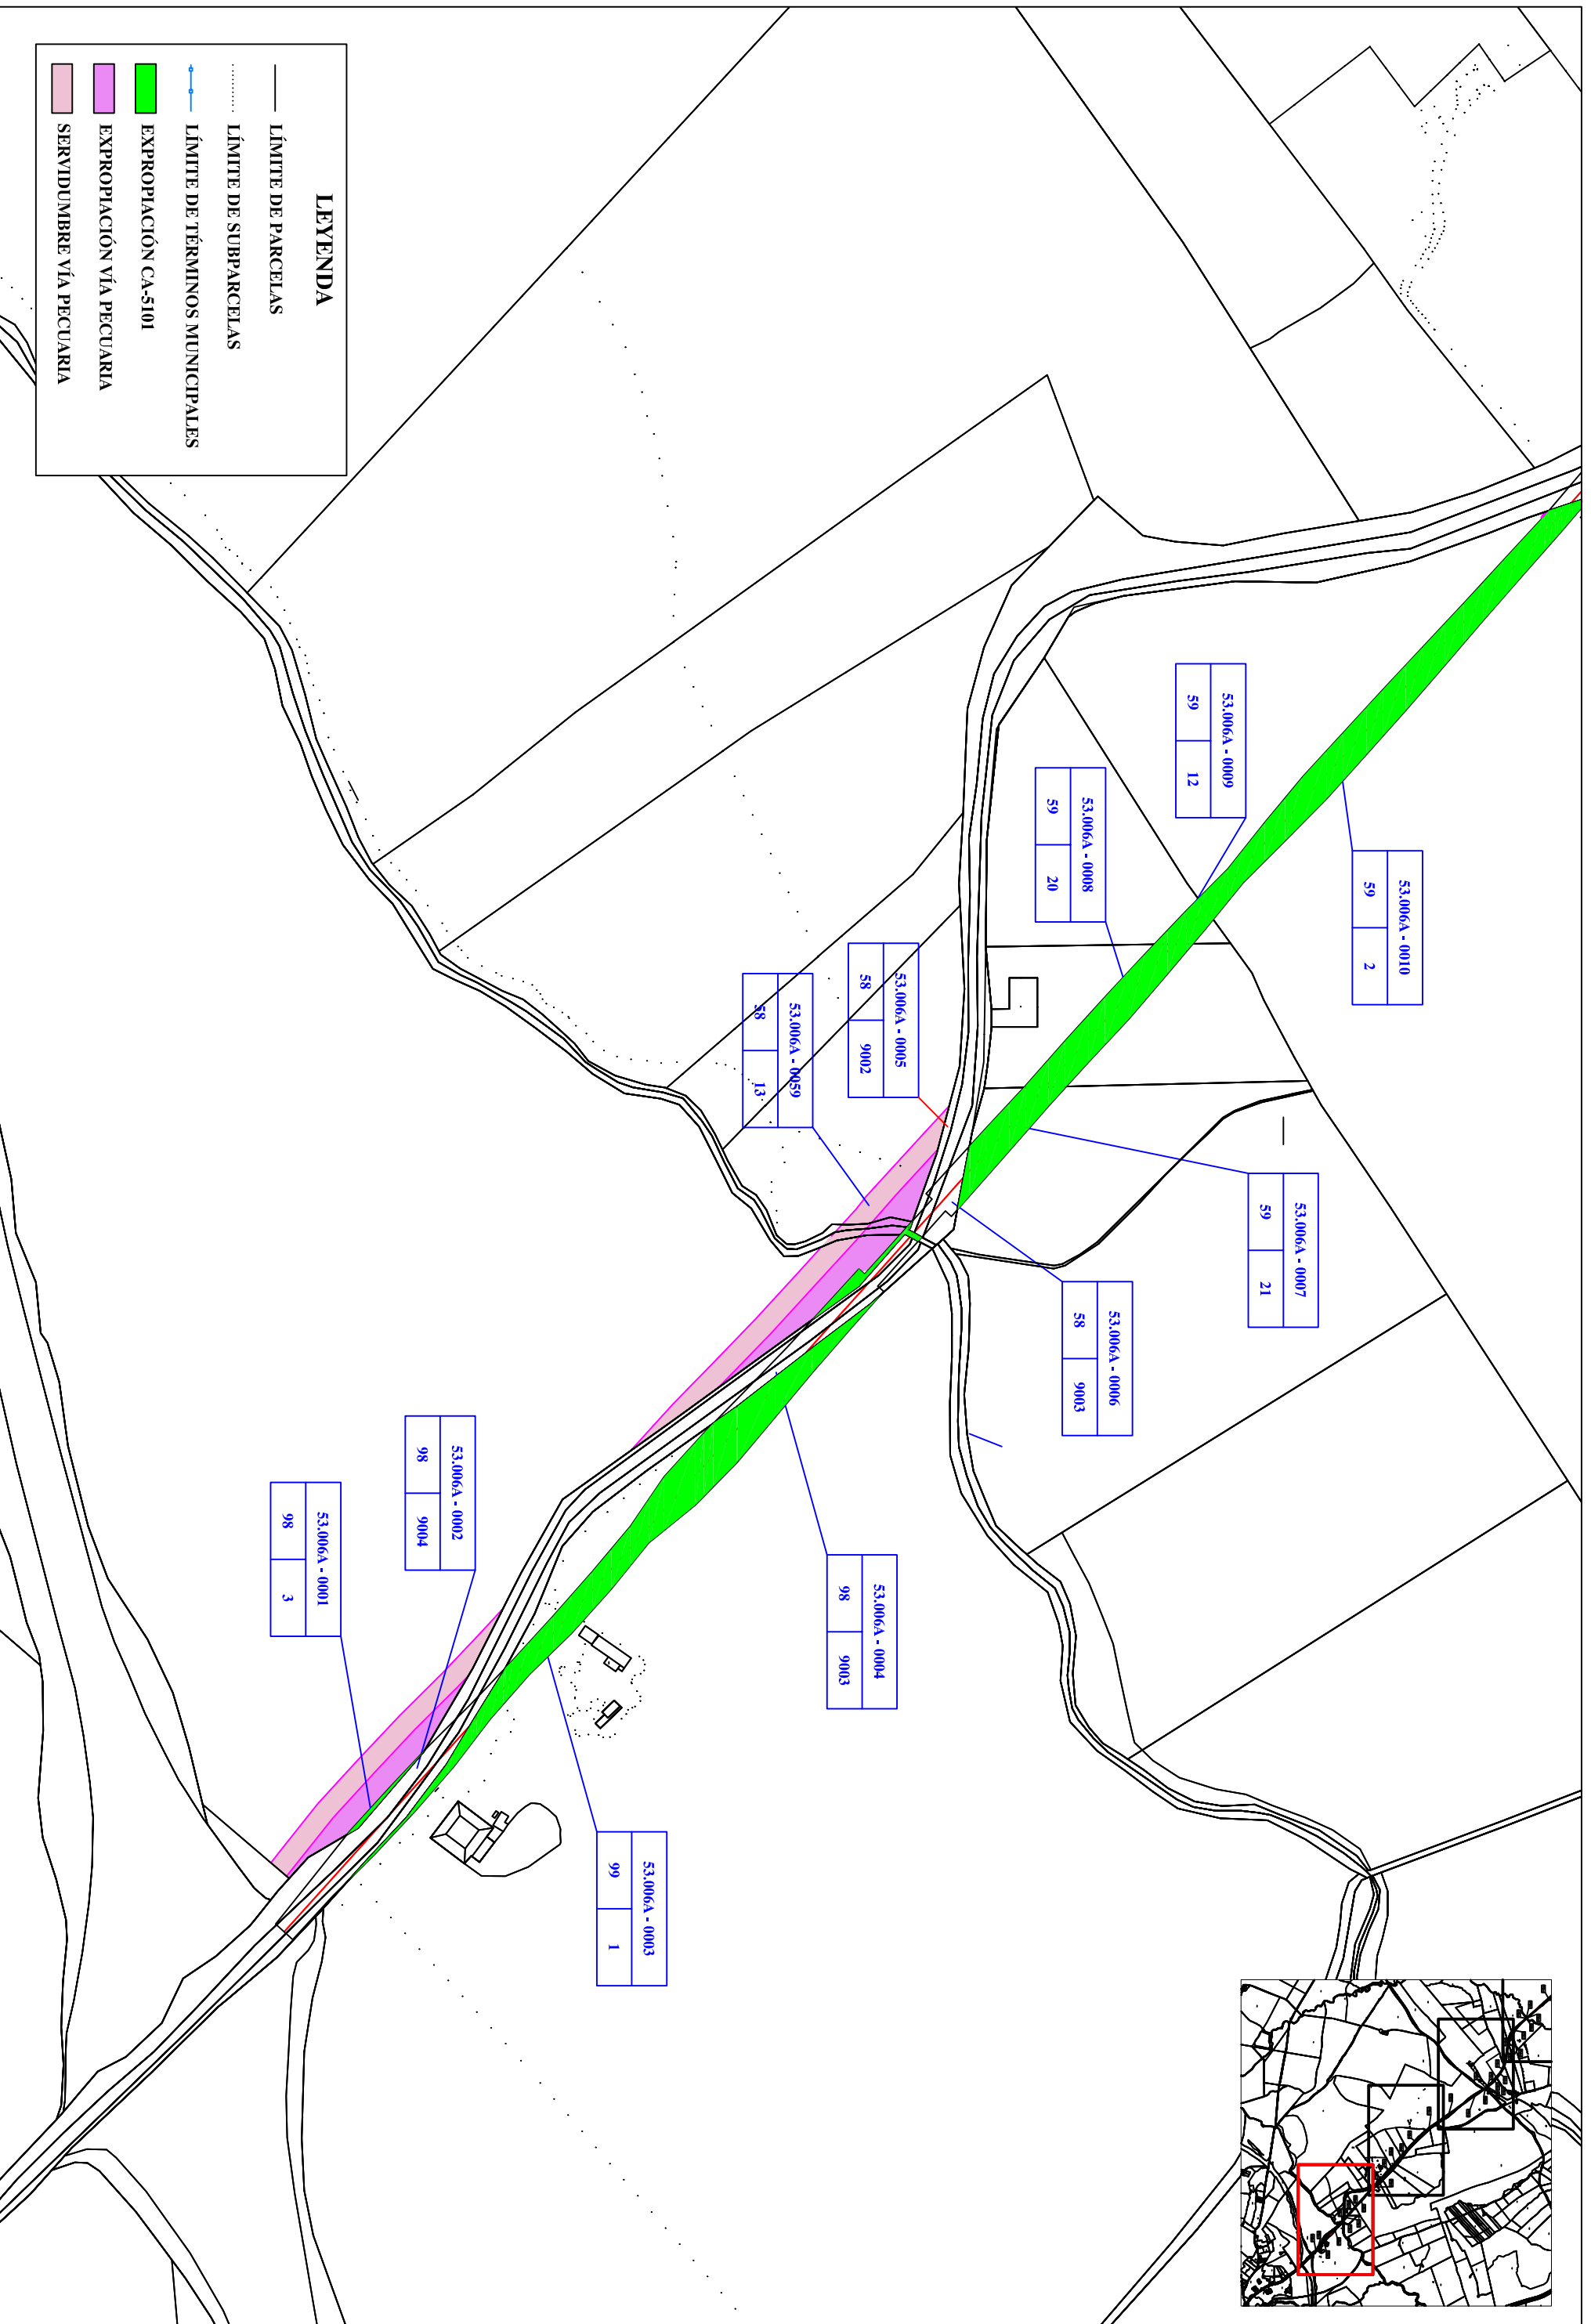 LEYENDA
LÍMITE DE PARCELAS
LÍMITE DE SUBPARCELAS
LÍMITE DE TÉRMINOS MUNICIPALES
EXPROPIACIÓN CA-5101
EXPROPIACIÓN VÍA PECUARIA
SERVIDUMBRE VÍA PECUARIA
53.006A - 0010
59 2
53.006A - 0009
59 12
53.006A - 0008
59 20
53.006A - 0007
59 21
53.006A - 0006
58 9003
53.006A - 0005
58 9002
53.006A - 0059
58 13
53.006A - 0004
98 9003
53.006A - 0003
99 1
53.006A - 0002
98 9004
53.006A - 0001
98 3